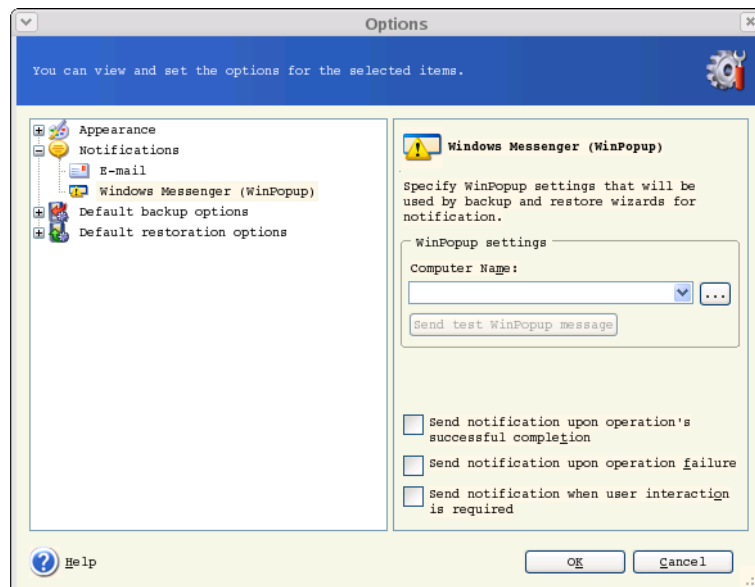 Options
You can view and set the options for the selected items.
Appearance
Notifications
E-mail
Windows Messenger (WinPopup)
Default backup options
Default restoration options
Windows Messenger (WinPopup)
Specify WinPopup settings that will be
used by backup and restore wizards for
notification.
WinPopup settings
Computer Name:
...
Send test WinPopup message
Send notification upon operation's
successful completion
Send notification upon operation failure
Send notification when user interaction
is required
Help
OK
Cancel